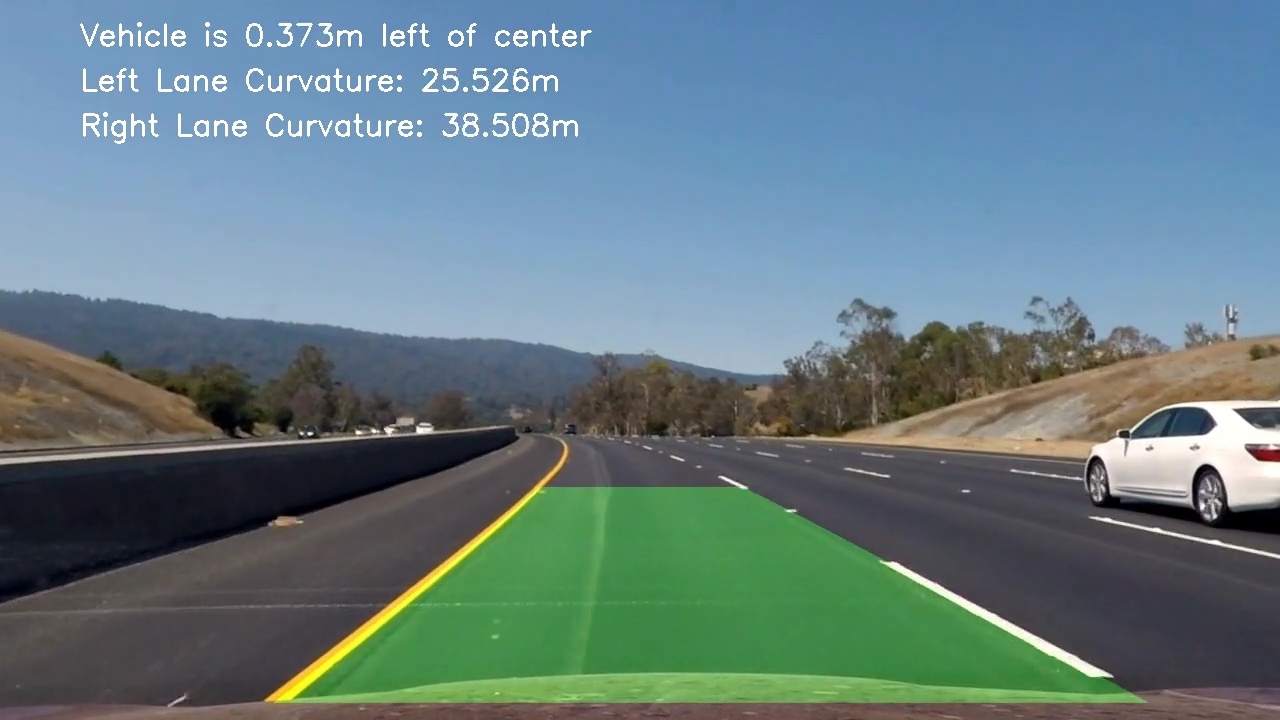 Vehicle is 0.373m left of center
Left Lane Curvature: 25.526m
Right Lane Curvature: 38.508m